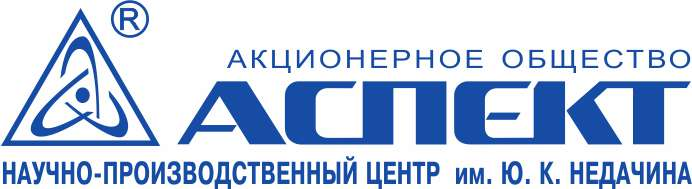 ®
АКЦИОНЕРНОЕ ОБЩЕСТВО
АСПЕКТ
НАУЧНО-ПРОИЗВОДСТВЕННЫЙ ЦЕНТР им. Ю. К. НЕДАЧИНА